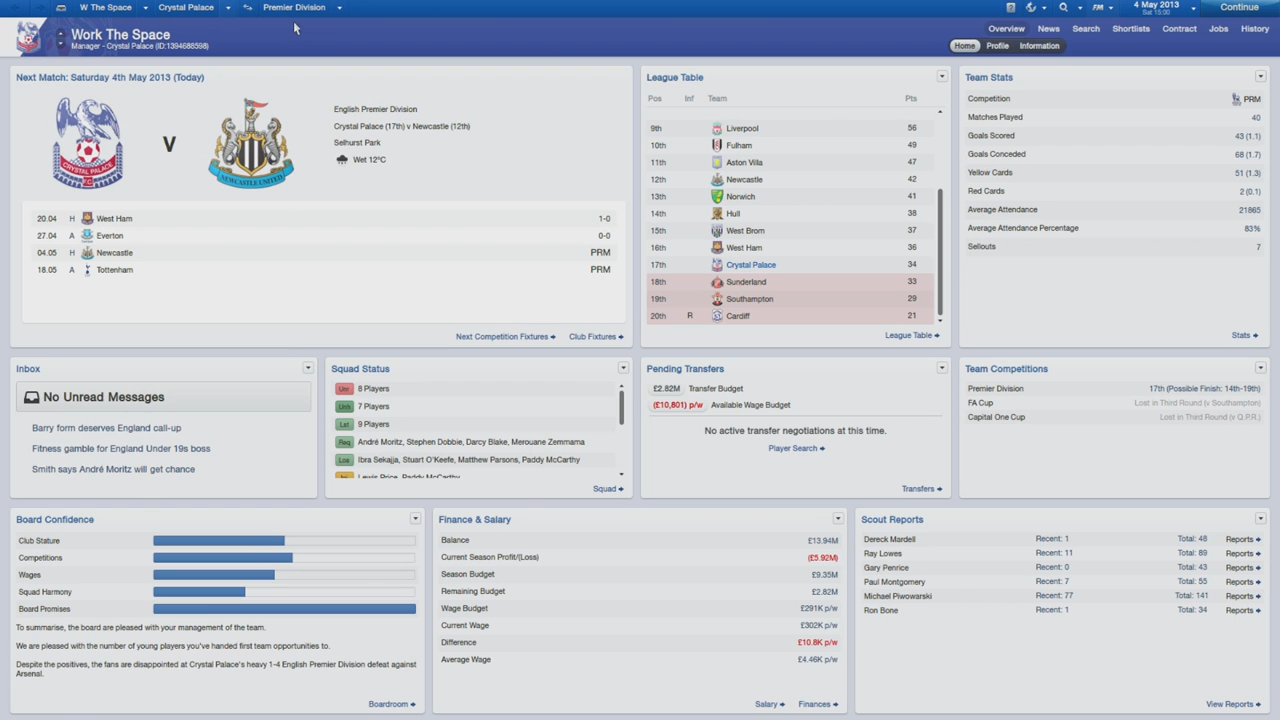 W The Space Crystal Palace Premier Division FM 4 May 2013 Sat 15:00 Continue
Work The Space
Manager - Crystal Palace (ID:1394688598)
Overview News Search Shortlists Contract Jobs History
Home Profile Information
Next Match: Saturday 4th May 2013 (Today)
V
CRYSTAL PALACE
NEWCASTLE UNITED
English Premier Division
Crystal Palace (17th) v Newcastle (12th)
Selhurst Park
Wet 12°C
20.04 H West Ham 1-0
27.04 A Everton 0-0
04.05 H Newcastle PRM
18.05 A Tottenham PRM
Next Competition Fixtures Club Fixtures
League Table
Pos Inf Team Pts
9th Liverpool 56
10th Fulham 49
11th Aston Villa 47
12th Newcastle 42
13th Norwich 41
14th Hull 38
15th West Brom 37
16th West Ham 36
17th Crystal Palace 34
18th Sunderland 33
19th Southampton 29
20th R Cardiff 21
League Table
Team Stats
Competition PRM
Matches Played 40
Goals Scored 43 (1.1)
Goals Conceded 68 (1.7)
Yellow Cards 51 (1.3)
Red Cards 2 (0.1)
Average Attendance 21865
Average Attendance Percentage 83%
Sellouts 7
Stats
Inbox
No Unread Messages
Barry form deserves England call-up
Fitness gamble for England Under 19s boss
Smith says André Moritz will get chance
Squad Status
Unr 8 Players
Unh 7 Players
Lst 9 Players
Req André Moritz, Stephen Dobbie, Darcy Blake, Merouane Zemmama
Loa Ibra Sekajja, Stuart O'Keefe, Matthew Parsons, Paddy McCarthy
Lewis Price, Paddy McCarthy
Squad
Pending Transfers
£2.82M Transfer Budget
(£10,801) p/w Available Wage Budget
No active transfer negotiations at this time.
Player Search
Transfers
Team Competitions
Premier Division 17th (Possible Finish: 14th-19th)
FA Cup Lost in Third Round (v Southampton)
Capital One Cup Lost in Third Round (v Q.P.R.)
Board Confidence
Club Stature
Competitions
Wages
Squad Harmony
Board Promises
To summarise, the board are pleased with your management of the team.
We are pleased with the number of young players you've handed first team opportunities to.
Despite the positives, the fans are disappointed at Crystal Palace's heavy 1-4 English Premier Division defeat against
Arsenal.
Boardroom
Finance & Salary
Balance £13.94M
Current Season Profit/(Loss) (£5.92M)
Season Budget £9.35M
Remaining Budget £2.82M
Wage Budget £291K p/w
Current Wage £302K p/w
Difference £10.8K p/w
Average Wage £4.46K p/w
Salary Finances
Scout Reports
Dereck Mardell Recent: 1 Total: 48 Reports
Ray Lowes Recent: 11 Total: 89 Reports
Gary Penrice Recent: 0 Total: 43 Reports
Paul Montgomery Recent: 7 Total: 55 Reports
Michael Piwowarski Recent: 77 Total: 141 Reports
Ron Bone Recent: 1 Total: 34 Reports
View Reports